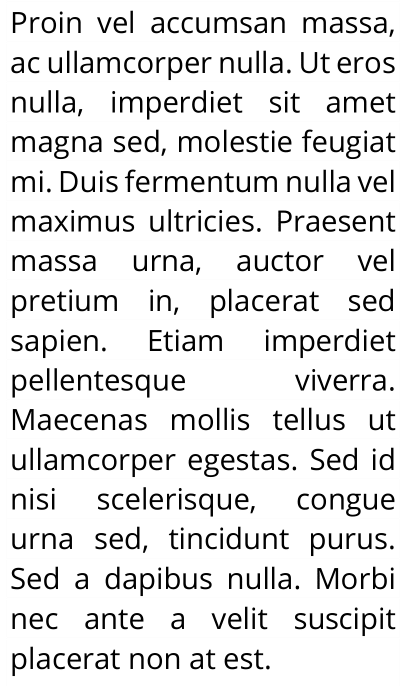 Proin vel accumsan massa,
ac ullamcorper nulla. Ut eros
nulla, imperdiet sit amet
magna sed, molestie feugiat
mi. Duis fermentum nulla vel
maximus ultricies. Praesent
massa urna, auctor vel
pretium in, placerat sed
sapien. Etiam imperdiet
pellentesque viverra.
Maecenas mollis tellus ut
ullamcorper egestas. Sed id
nisi scelerisque, congue
urna sed, tincidunt purus.
Sed a dapibus nulla. Morbi
nec ante a velit suscipit
placerat non at est.